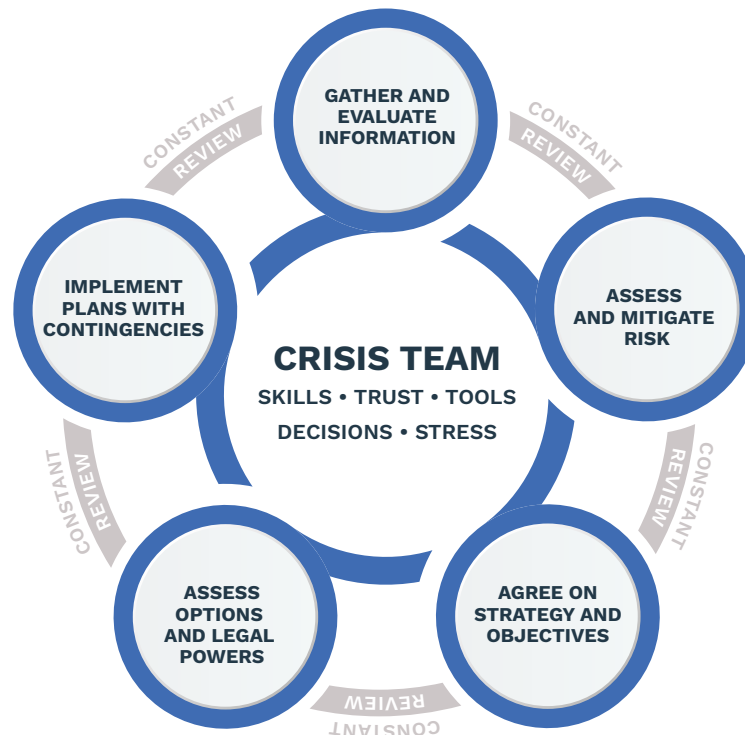 GATHER AND
EVALUATE
INFORMATION
CONSTANT
REVIEW
ASSESS
AND MITIGATE
RISK
CONSTANT
REVIEW
AGREE ON
STRATEGY AND
OBJECTIVES
CONSTANT
REVIEW
ASSESS
OPTIONS
AND LEGAL
POWERS
CONSTANT
REVIEW
IMPLEMENT
PLANS WITH
CONTINGENCIES
CONSTANT
REVIEW
CRISIS TEAM
SKILLS • TRUST • TOOLS
DECISIONS • STRESS